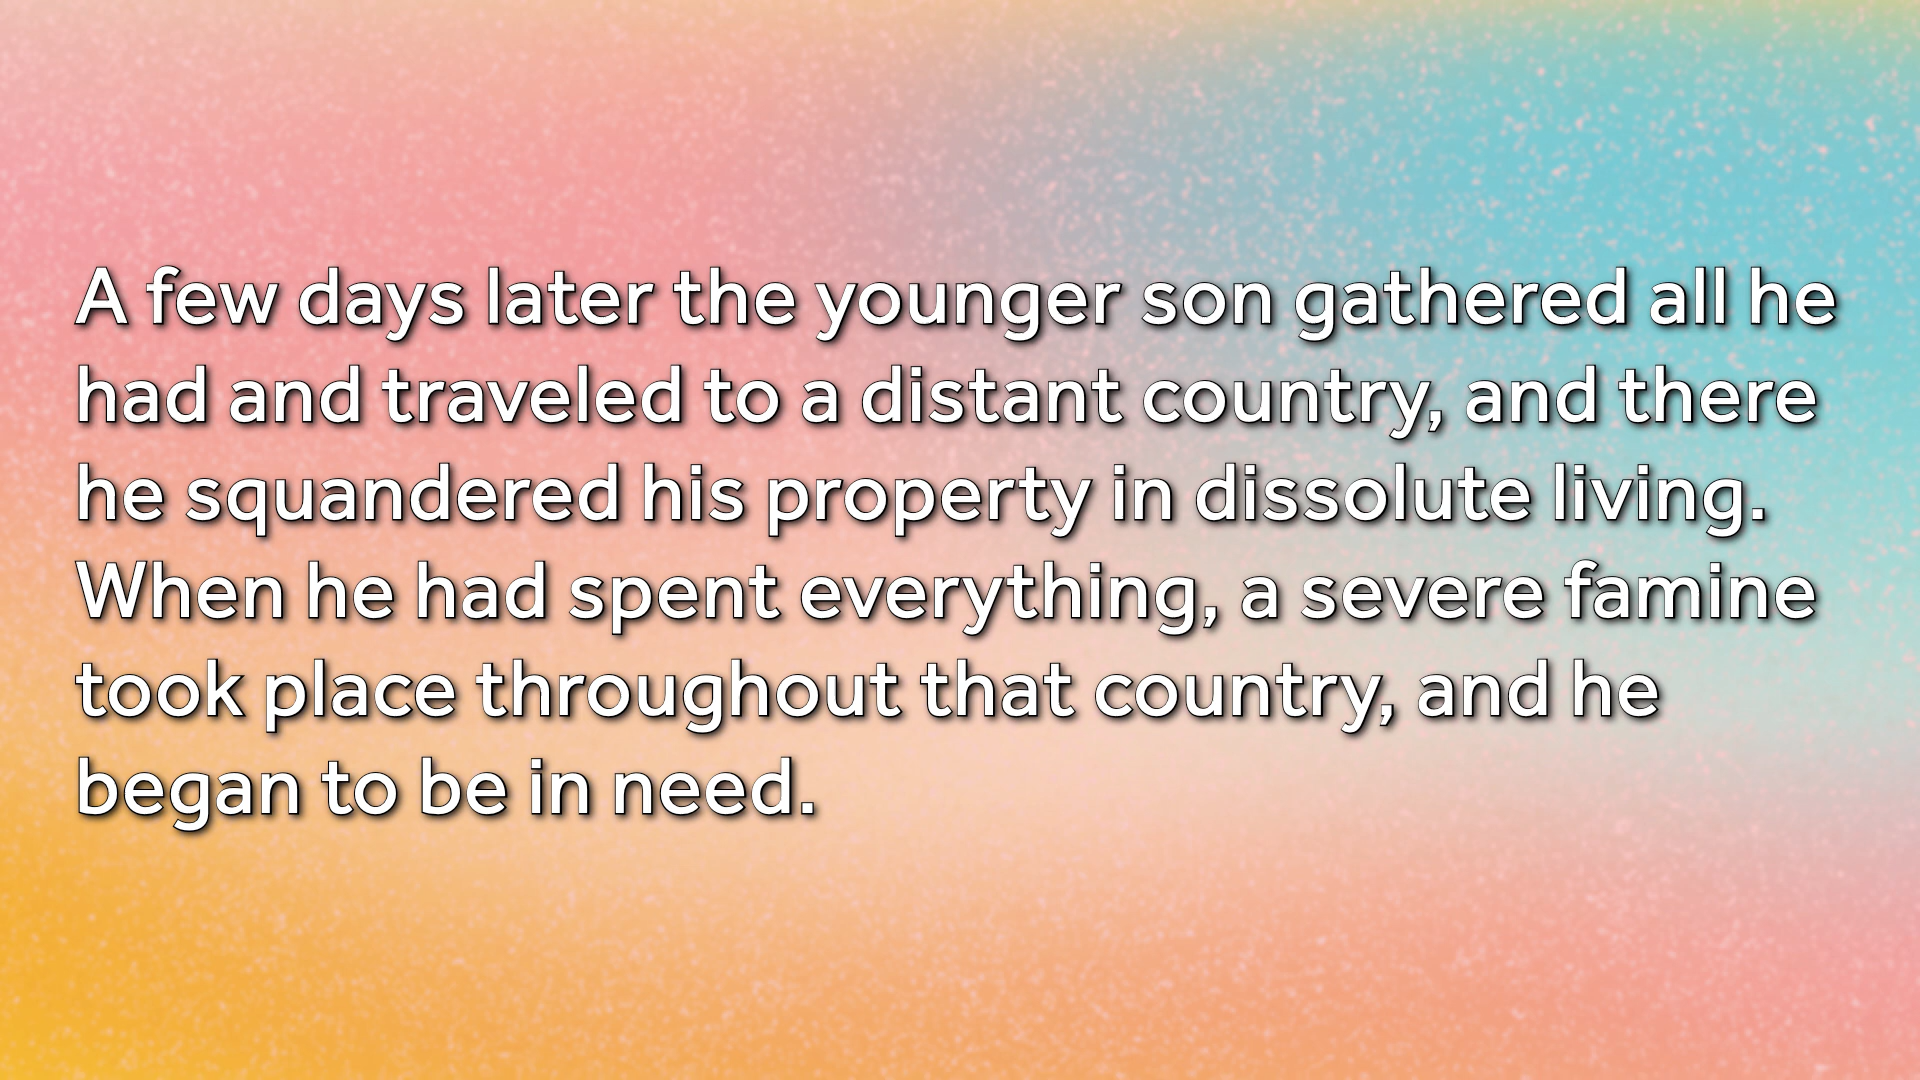 A few days later the younger son gathered all he
had and traveled to a distant country, and there
he squandered his property in dissolute living.
When he had spent everything, a severe famine
took place throughout that country, and he
began to be in need.